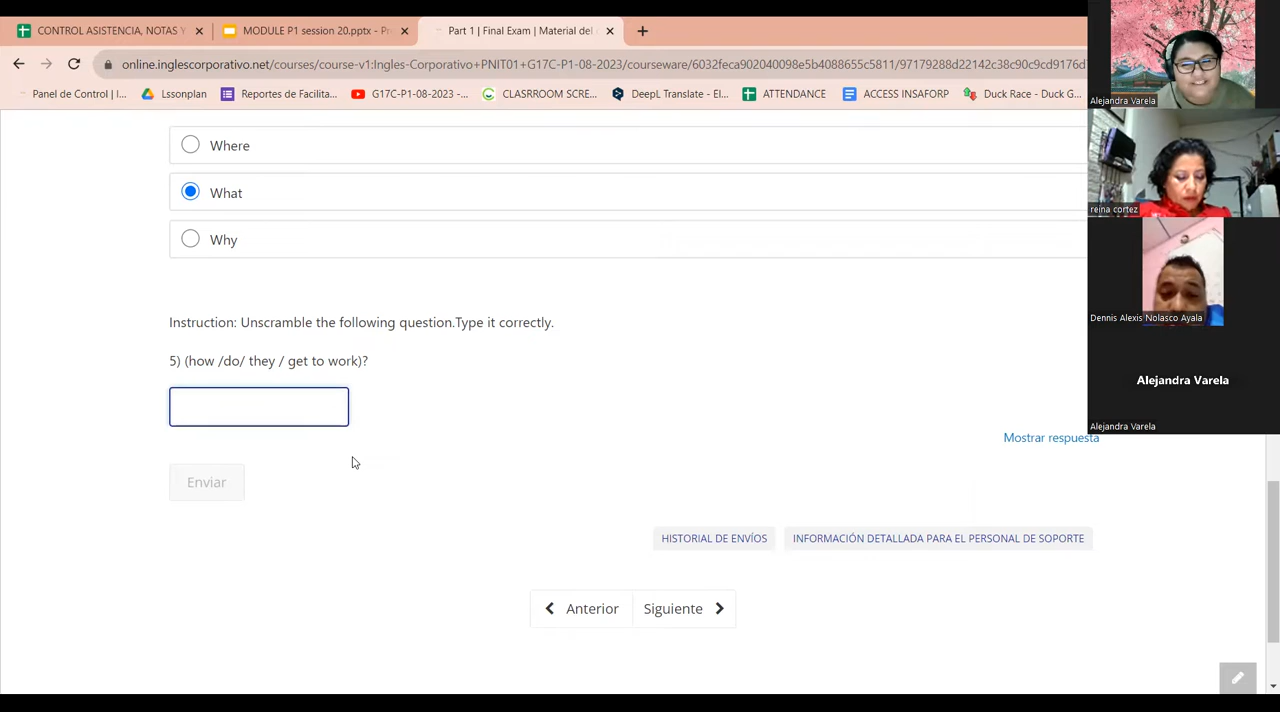 CONTROL ASISTENCIA, NOTAS Y
MODULE P1 session 20.pptx - Pr
Part 1 | Final Exam | Material del
online.inglescorporativo.net/courses/course-v1:Ingles-Corporativo+PNIT01+G17C-P1-08-2023/courseware/6032feca902040098e5b4088655c5811/97179288d22142c38c90c9cd9176d
Panel de Control | I...
Lssonplan
Reportes de Facilita...
G17C-P1-08-2023 -...
CLASSROOM SCRE...
DeepL Translate - El...
ATTENDANCE
ACCESS INSAFORP
Duck Race - Duck G...
Alejandra Varela
reina cortez
Dennis Alexis Nolasco Ayala
Alejandra Varela
Alejandra Varela
Where
What
Why
Instruction: Unscramble the following question.Type it correctly.
5) (how /do/ they / get to work)?
Mostrar respuesta
Enviar
HISTORIAL DE ENVÍOS
INFORMACIÓN DETALLADA PARA EL PERSONAL DE SOPORTE
Anterior
Siguiente